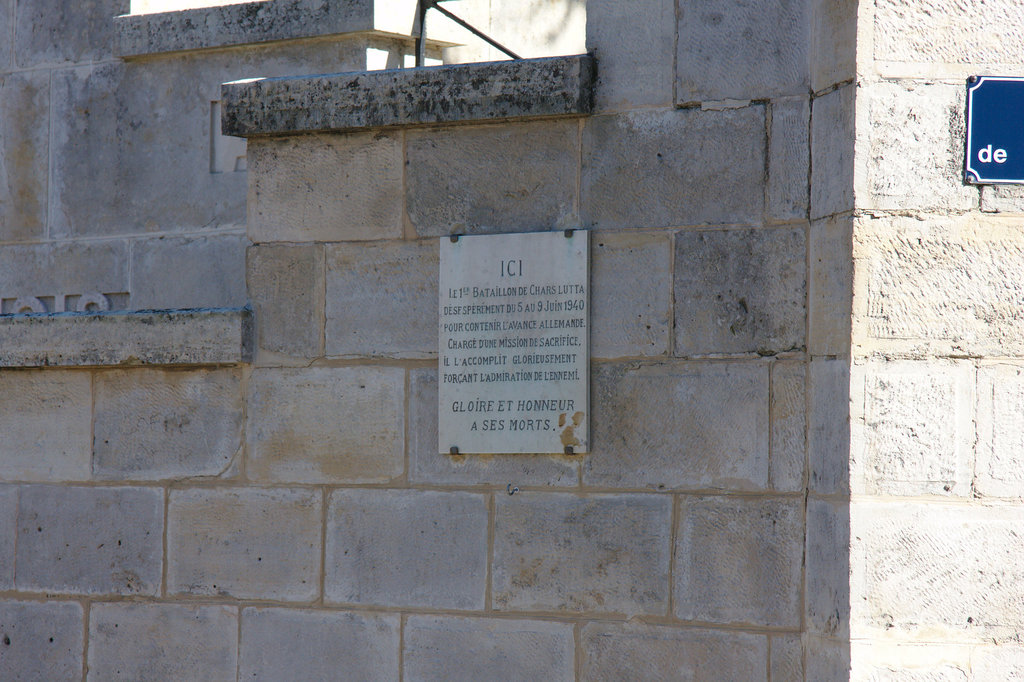 ICI
LE 1ER BATAILLON DE CHARS LUTTA
DESESPÉRÉMENT DU 5 AU 9 JUIN 1940
POUR CONTENIR L'AVANCE ALLEMANDE.
CHARGÉ D'UNE MISSION DE SACRIFICE,
IL L'ACCOMPLIT GLORIEUSEMENT
FORÇANT L'ADMIRATION DE L'ENNEMI.
GLOIRE ET HONNEUR
A SES MORTS.
de